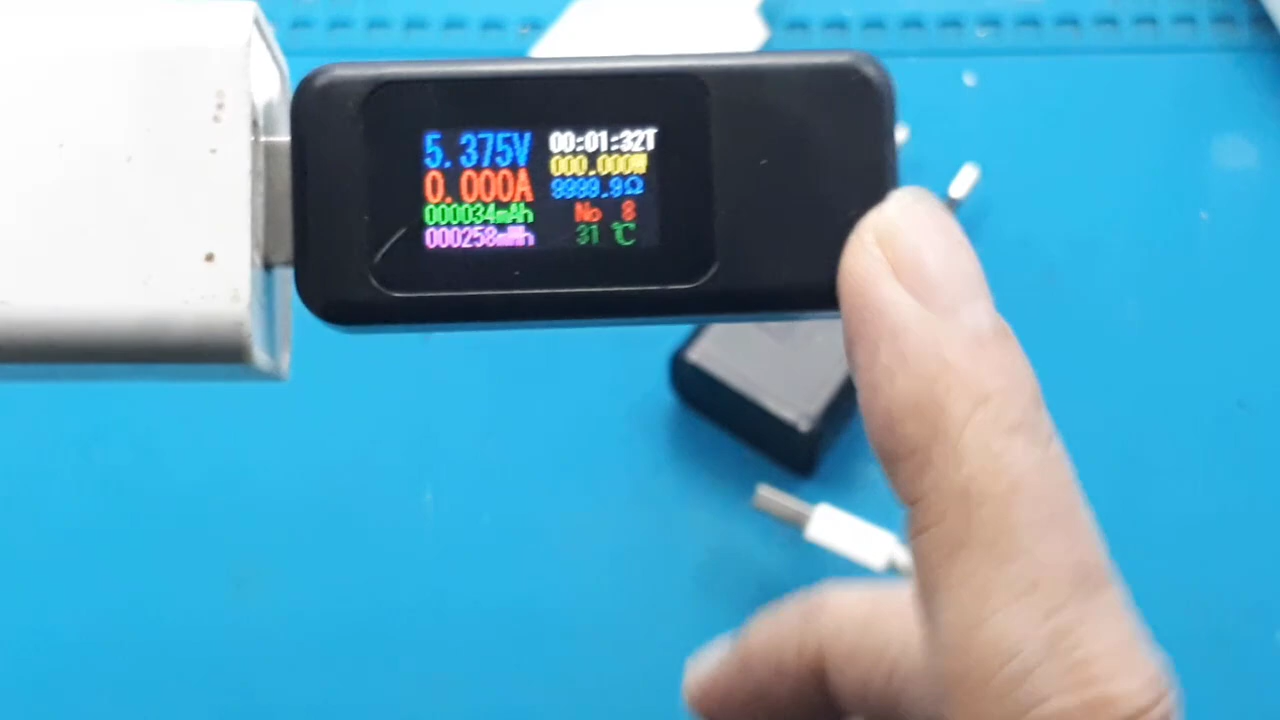 5.375V
0.000A
000034mAh
000258mWh
00:01:32T
000.000W
9999.9Ω
No 8
31 ℃